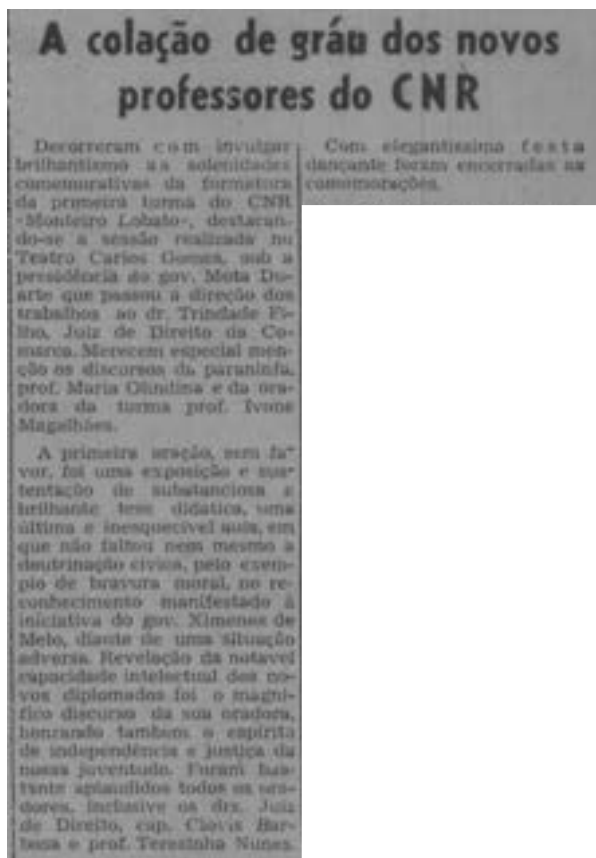 A colação de gráu dos novos
professores do CNR
Decorreram com invulgar
brilhantismo as solenidades
comemorativas da formatura
da primeira turma do CNR
«Monteiro Lobato», destacan-
do-se a sessão realizada no
Teatro Carlos Gomes, sob a
presidência do gov. Mota Du-
arte que passou a direção dos
trabalhos ao dr. Trindade Fi-
lho, Juiz de Direito da Co-
marca. Merecem especial men-
ção os discursos da paraninfa,
prof. Maria Olindina e da ora-
dora da turma prof. Ivone
Magalhães.
A primeira oração, sem fa-
vor, foi uma exposição e sus-
tentação de substanciosa e
brilhante tese didática, uma
última e inesquecível aula, em
que não faltou nem mesmo a
doutrinação cívica, pelo exem-
plo de bravura moral, no re-
conhecimento manifestado à
iniciativa do gov. Ximenes de
Melo, diante de uma situação
adversa. Revelação da notavel
capacidade intelectual dos no-
vos diplomados foi o magní-
fico discurso da sua oradora,
honrando tambem o espírito
de independência e justiça da
nossa juventude. Foram bas-
tante aplaudidos todos os ora-
dores, inclusive os drs. Juiz
de Direito, cap. Clovis Bar-
bosa e prof. Terezinha Nunes.
Com elegantíssima festa
dançante foram encerradas as
comemorações.